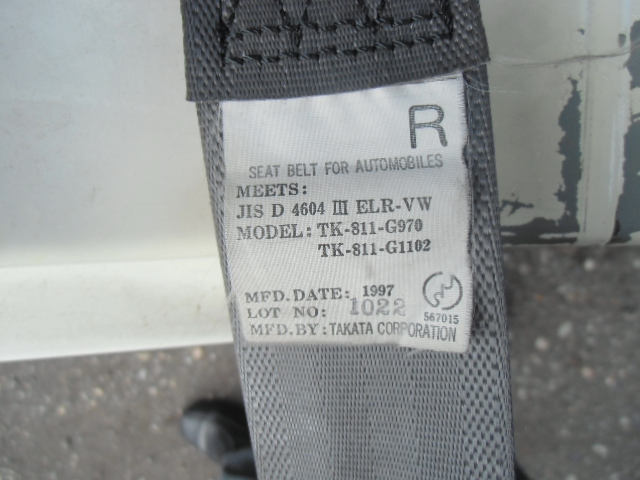 R
SEAT BELT FOR AUTOMOBILES
MEETS:
JIS D 4604 III ELR-VW
MODEL: TK-811-G970
TK-811-G1102
MFD.DATE: 1997
LOT NO: 1022
567015
MFD.BY: TAKATA CORPORATION